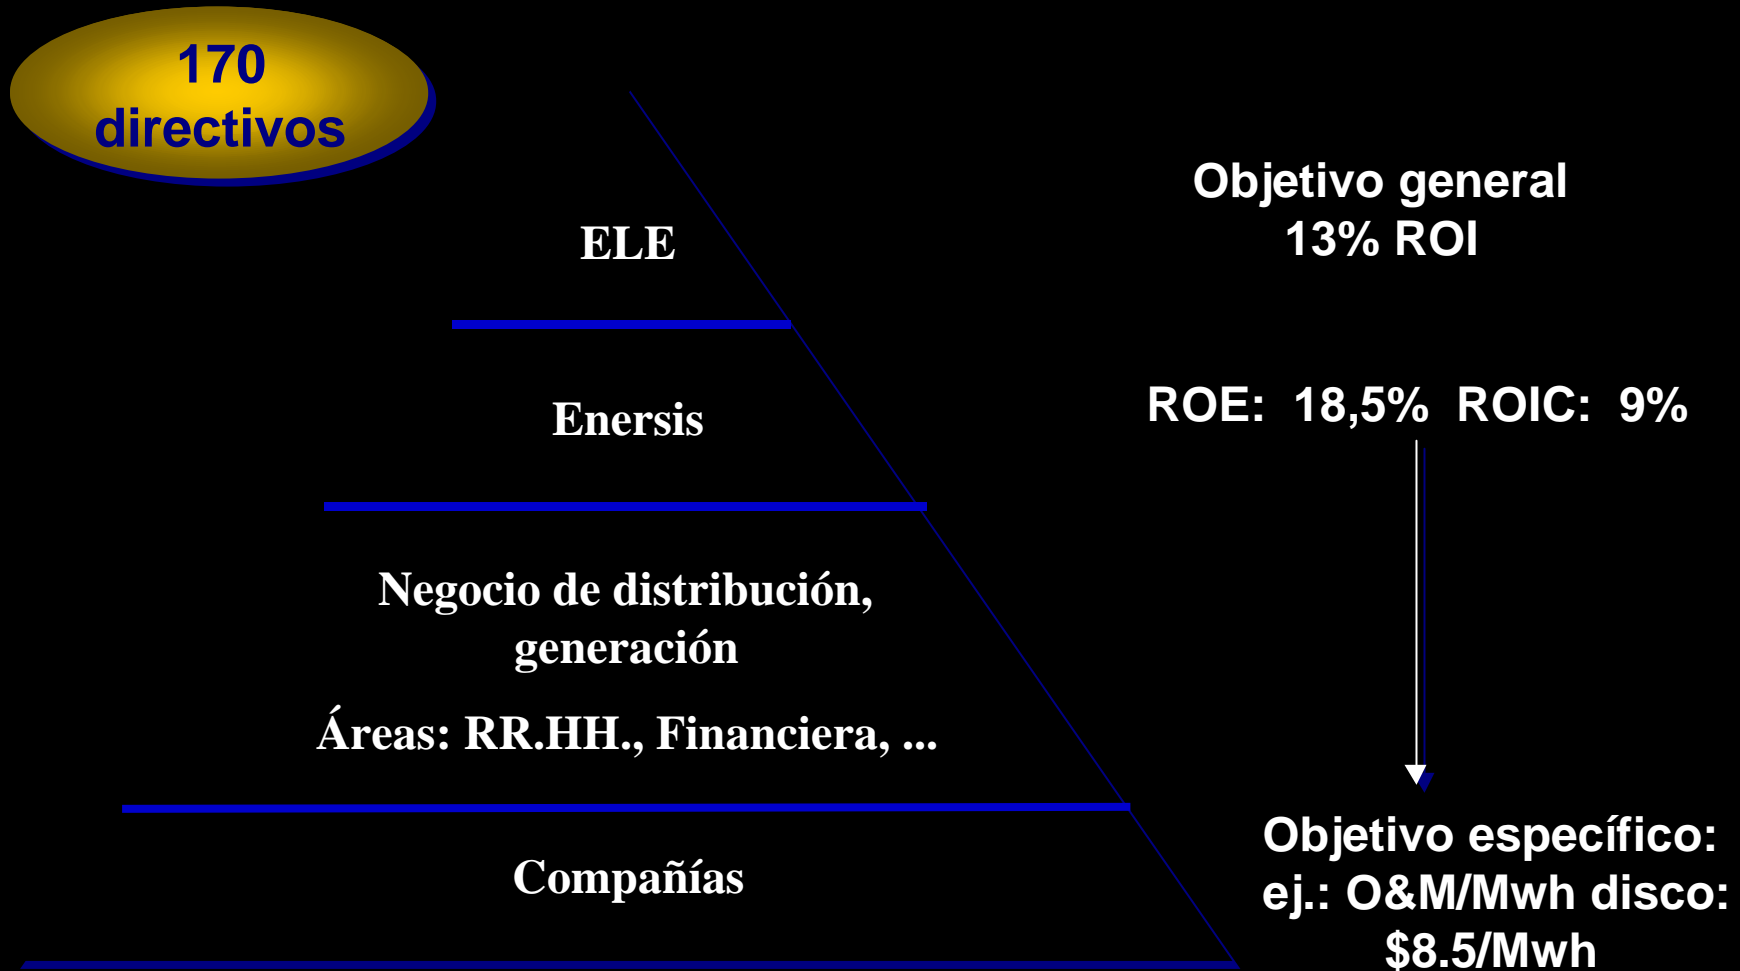 170
directivos
ELE
Objetivo general
13% ROI
Enersis
ROE: 18,5% ROIC: 9%
Negocio de distribución,
generación
Áreas: RR.HH., Financiera, ...
Compañías
Objetivo específico:
ej.: O&M/Mwh disco:
$8.5/Mwh